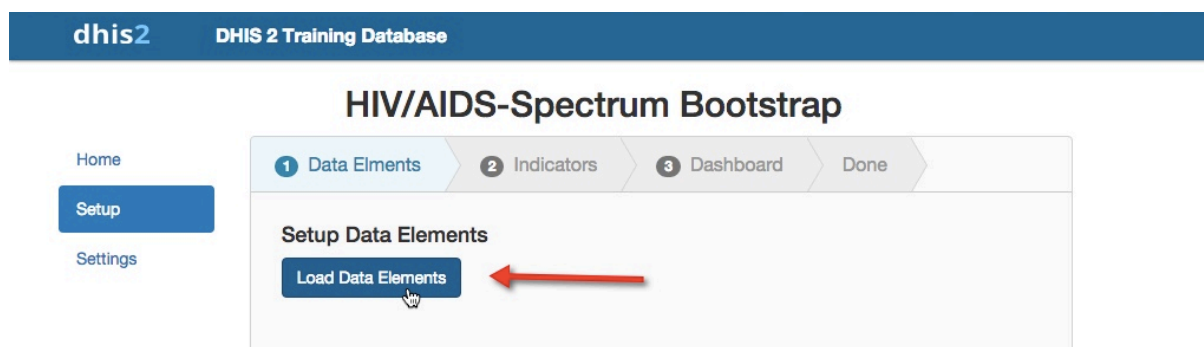 dhis2 DHIS 2 Training Database
HIV/AIDS-Spectrum Bootstrap
Home
Setup
Settings
1 Data Elments 2 Indicators 3 Dashboard Done
Setup Data Elements
Load Data Elements